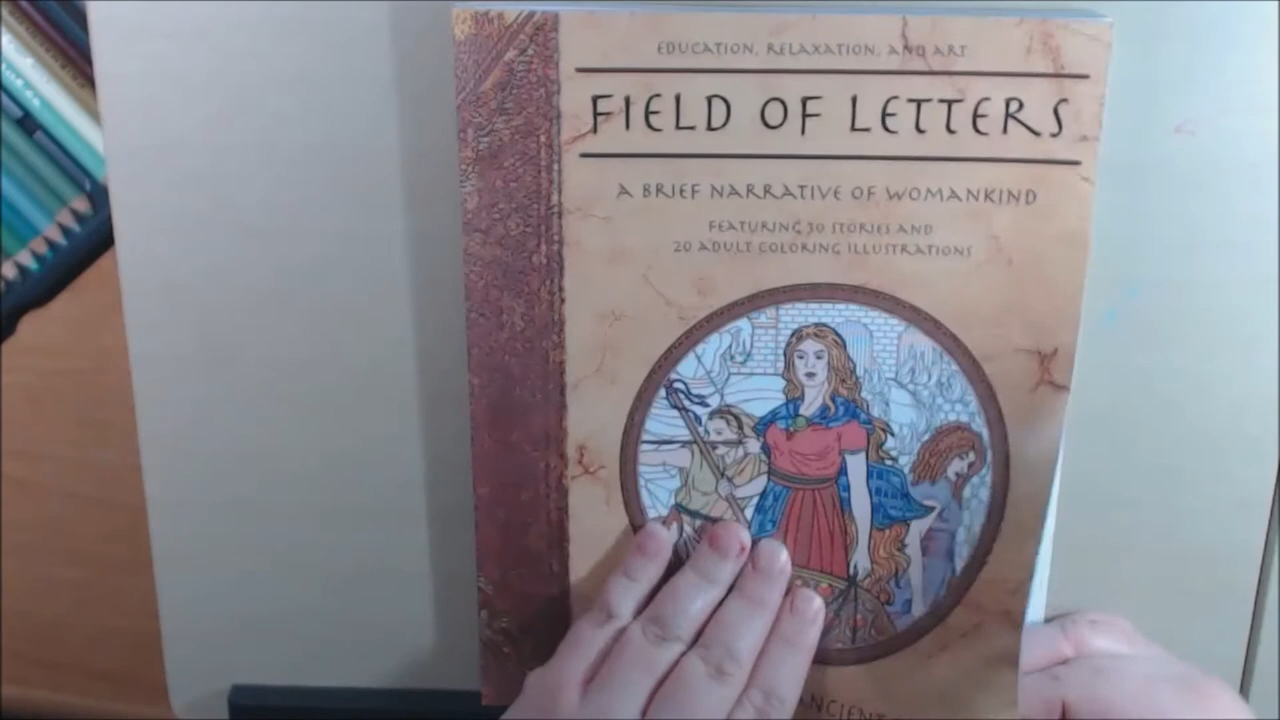 EDUCATION, RELAXATION, AND ART
FIELD OF LETTERS
A BRIEF NARRATIVE OF WOMANKIND
FEATURING 30 STORIES AND
20 ADULT COLORING ILLUSTRATIONS
ANCIENT